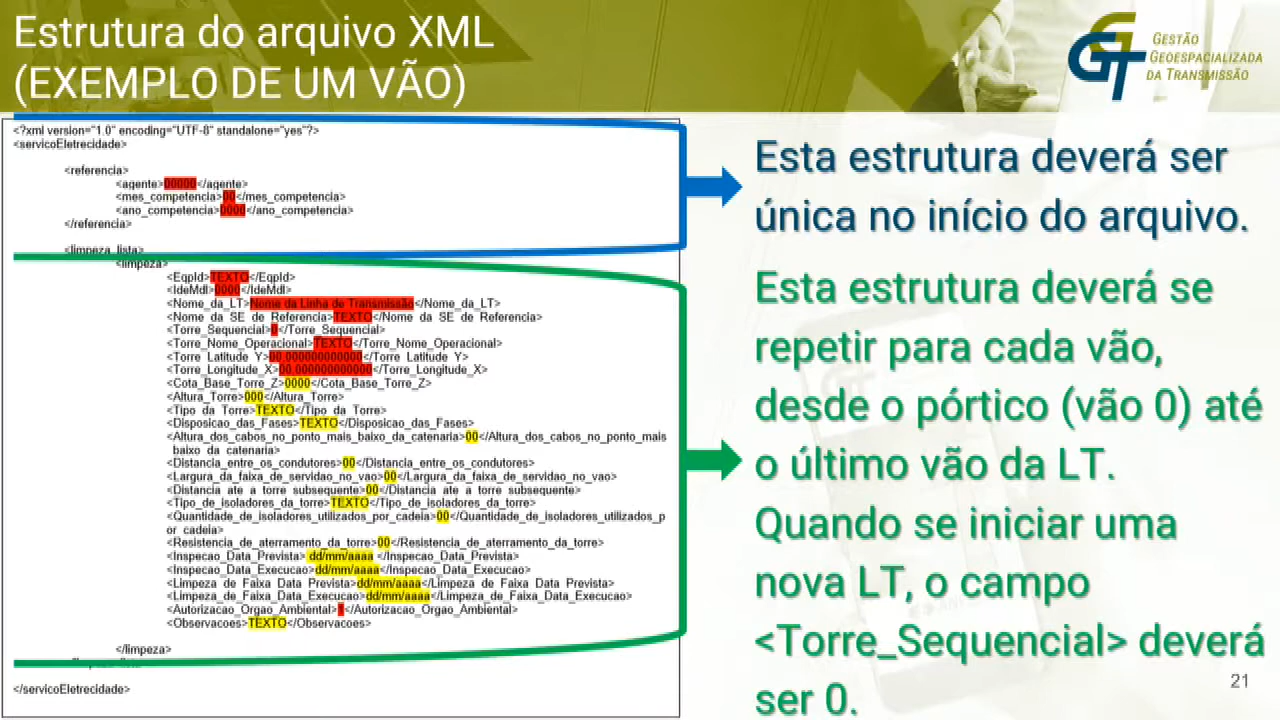 Estrutura do arquivo XML
(EXEMPLO DE UM VÃO)
GGT
GESTÃO
GEOESPACIALIZADA
DA TRANSMISSÃO
<?xml version="1.0" encoding="UTF-8" standalone="yes"?>
<servicoEletrecidade>
<referencia>
<agente>00000</agente>
<mes_competencia>00</mes_competencia>
<ano_competencia>0000</ano_competencia>
</referencia>
<limpeza_lista>
<limpeza>
<EqpId>TEXTO</EqpId>
<IdeMdl>0000</IdeMdl>
<Nome_da_LT>Nome da Linha de Transmissão</Nome_da_LT>
<Nome_da_SE_de_Referencia>TEXTO</Nome_da_SE_de_Referencia>
<Torre_Sequencial>0</Torre_Sequencial>
<Torre_Nome_Operacional>TEXTO</Torre_Nome_Operacional>
<Torre_Latitude_Y>00.000000000000</Torre_Latitude_Y>
<Torre_Longitude_X>00.000000000000</Torre_Longitude_X>
<Cota_Base_Torre_Z>0000</Cota_Base_Torre_Z>
<Altura_Torre>000</Altura_Torre>
<Tipo_da_Torre>TEXTO</Tipo_da_Torre>
<Disposicao_das_Fases>TEXTO</Disposicao_das_Fases>
<Altura_dos_cabos_no_ponto_mais_baixo_da_catenaria>00</Altura_dos_cabos_no_ponto_mais
_baixo_da_catenaria>
<Distancia_entre_os_condutores>00</Distancia_entre_os_condutores>
<Largura_da_faixa_de_servidao_no_vao>00</Largura_da_faixa_de_servidao_no_vao>
<Distancia_ate_a_torre_subsequente>00</Distancia_ate_a_torre_subsequente>
<Tipo_de_isoladores_da_torre>TEXTO</Tipo_de_isoladores_da_torre>
<Quantidade_de_isoladores_utilizados_por_cadeia>00</Quantidade_de_isoladores_utilizados_p
or_cadeia>
<Resistencia_de_aterramento_da_torre>00</Resistencia_de_aterramento_da_torre>
<Inspecao_Data_Prevista> dd/mm/aaaa </Inspecao_Data_Prevista>
<Inspecao_Data_Execucao>dd/mm/aaaa</Inspecao_Data_Execucao>
<Limpeza_de_Faixa_Data_Prevista>dd/mm/aaaa</Limpeza_de_Faixa_Data_Prevista>
<Limpeza_de_Faixa_Data_Execucao>dd/mm/aaaa</Limpeza_de_Faixa_Data_Execucao>
<Autorizacao_Orgao_Ambiental>1</Autorizacao_Orgao_Ambiental>
<Observacoes>TEXTO</Observacoes>
</limpeza>
</servicoEletrecidade>
Esta estrutura deverá ser
única no início do arquivo.
Esta estrutura deverá se
repetir para cada vão,
desde o pórtico (vão 0) até
o último vão da LT.
Quando se iniciar uma
nova LT, o campo
<Torre_Sequencial> deverá
ser 0.
21